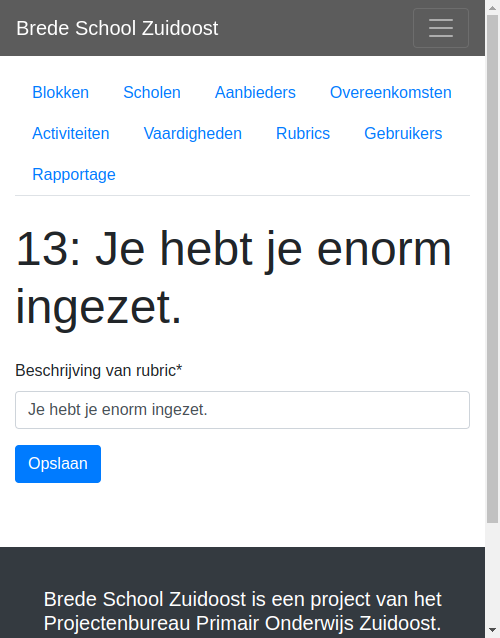 Brede School Zuidoost
Blokken Scholen Aanbieders Overeenkomsten
Activiteiten Vaardigheden Rubrics Gebruikers
Rapportage
13: Je hebt je enorm
ingezet.
Beschrijving van rubric*
Je hebt je enorm ingezet.
Opslaan
Brede School Zuidoost is een project van het
Projectenbureau Primair Onderwijs Zuidoost.